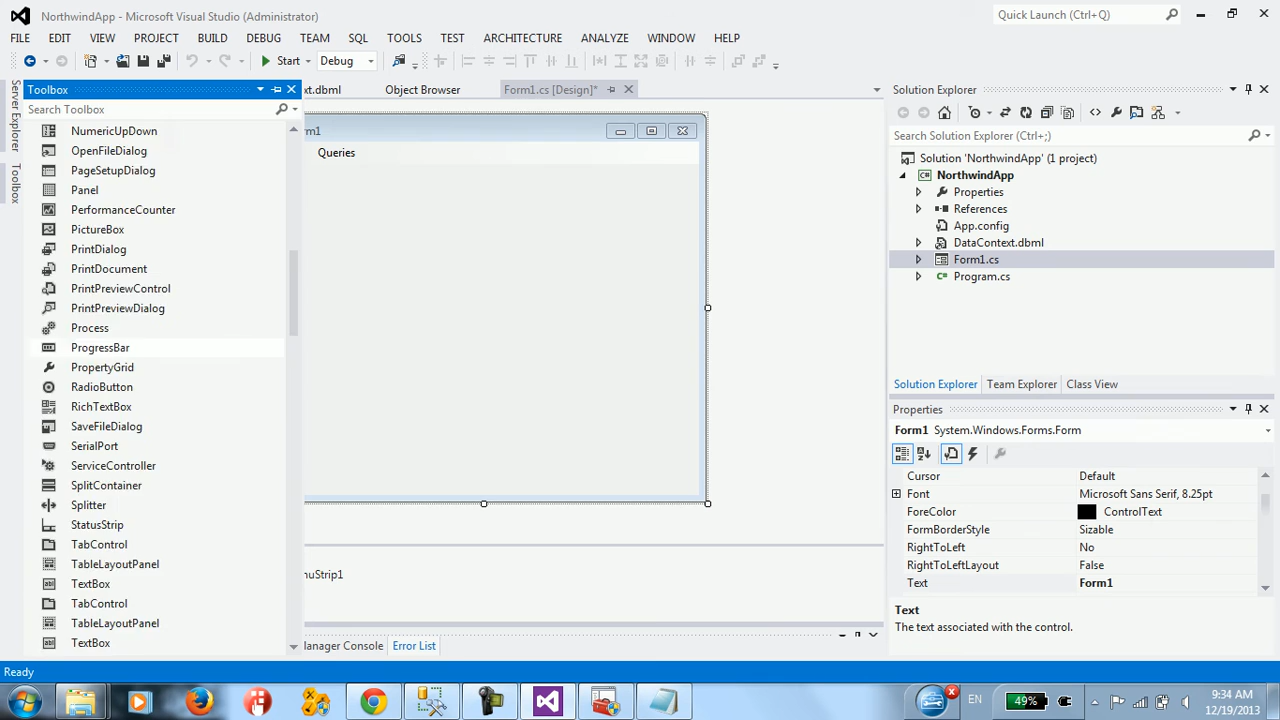 NorthwindApp - Microsoft Visual Studio (Administrator)
Quick Launch (Ctrl+Q)
FILE EDIT VIEW PROJECT BUILD DEBUG TEAM SQL TOOLS TEST ARCHITECTURE ANALYZE WINDOW HELP
Start Debug
Server Explorer
Toolbox
Toolbox
Search Toolbox
NumericUpDown
OpenFileDialog
PageSetupDialog
Panel
PerformanceCounter
PictureBox
PrintDialog
PrintDocument
PrintPreviewControl
PrintPreviewDialog
Process
ProgressBar
PropertyGrid
RadioButton
RichTextBox
SaveFileDialog
SerialPort
ServiceController
SplitContainer
Splitter
StatusStrip
TabControl
TableLayoutPanel
TextBox
TabControl
TableLayoutPanel
TextBox
xt.dbml Object Browser Form1.cs [Design]*
rm1
Queries
nuStrip1
lanager Console Error List
Solution Explorer
Search Solution Explorer (Ctrl+;)
Solution 'NorthwindApp' (1 project)
C# NorthwindApp
Properties
References
App.config
DataContext.dbml
Form1.cs
C# Program.cs
Solution Explorer Team Explorer Class View
Properties
Form1 System.Windows.Forms.Form
Cursor Default
Font Microsoft Sans Serif, 8.25pt
ForeColor ControlText
FormBorderStyle Sizable
RightToLeft No
RightToLeftLayout False
Text Form1
Text
The text associated with the control.
Ready
EN
49%
9:34 AM
12/19/2013